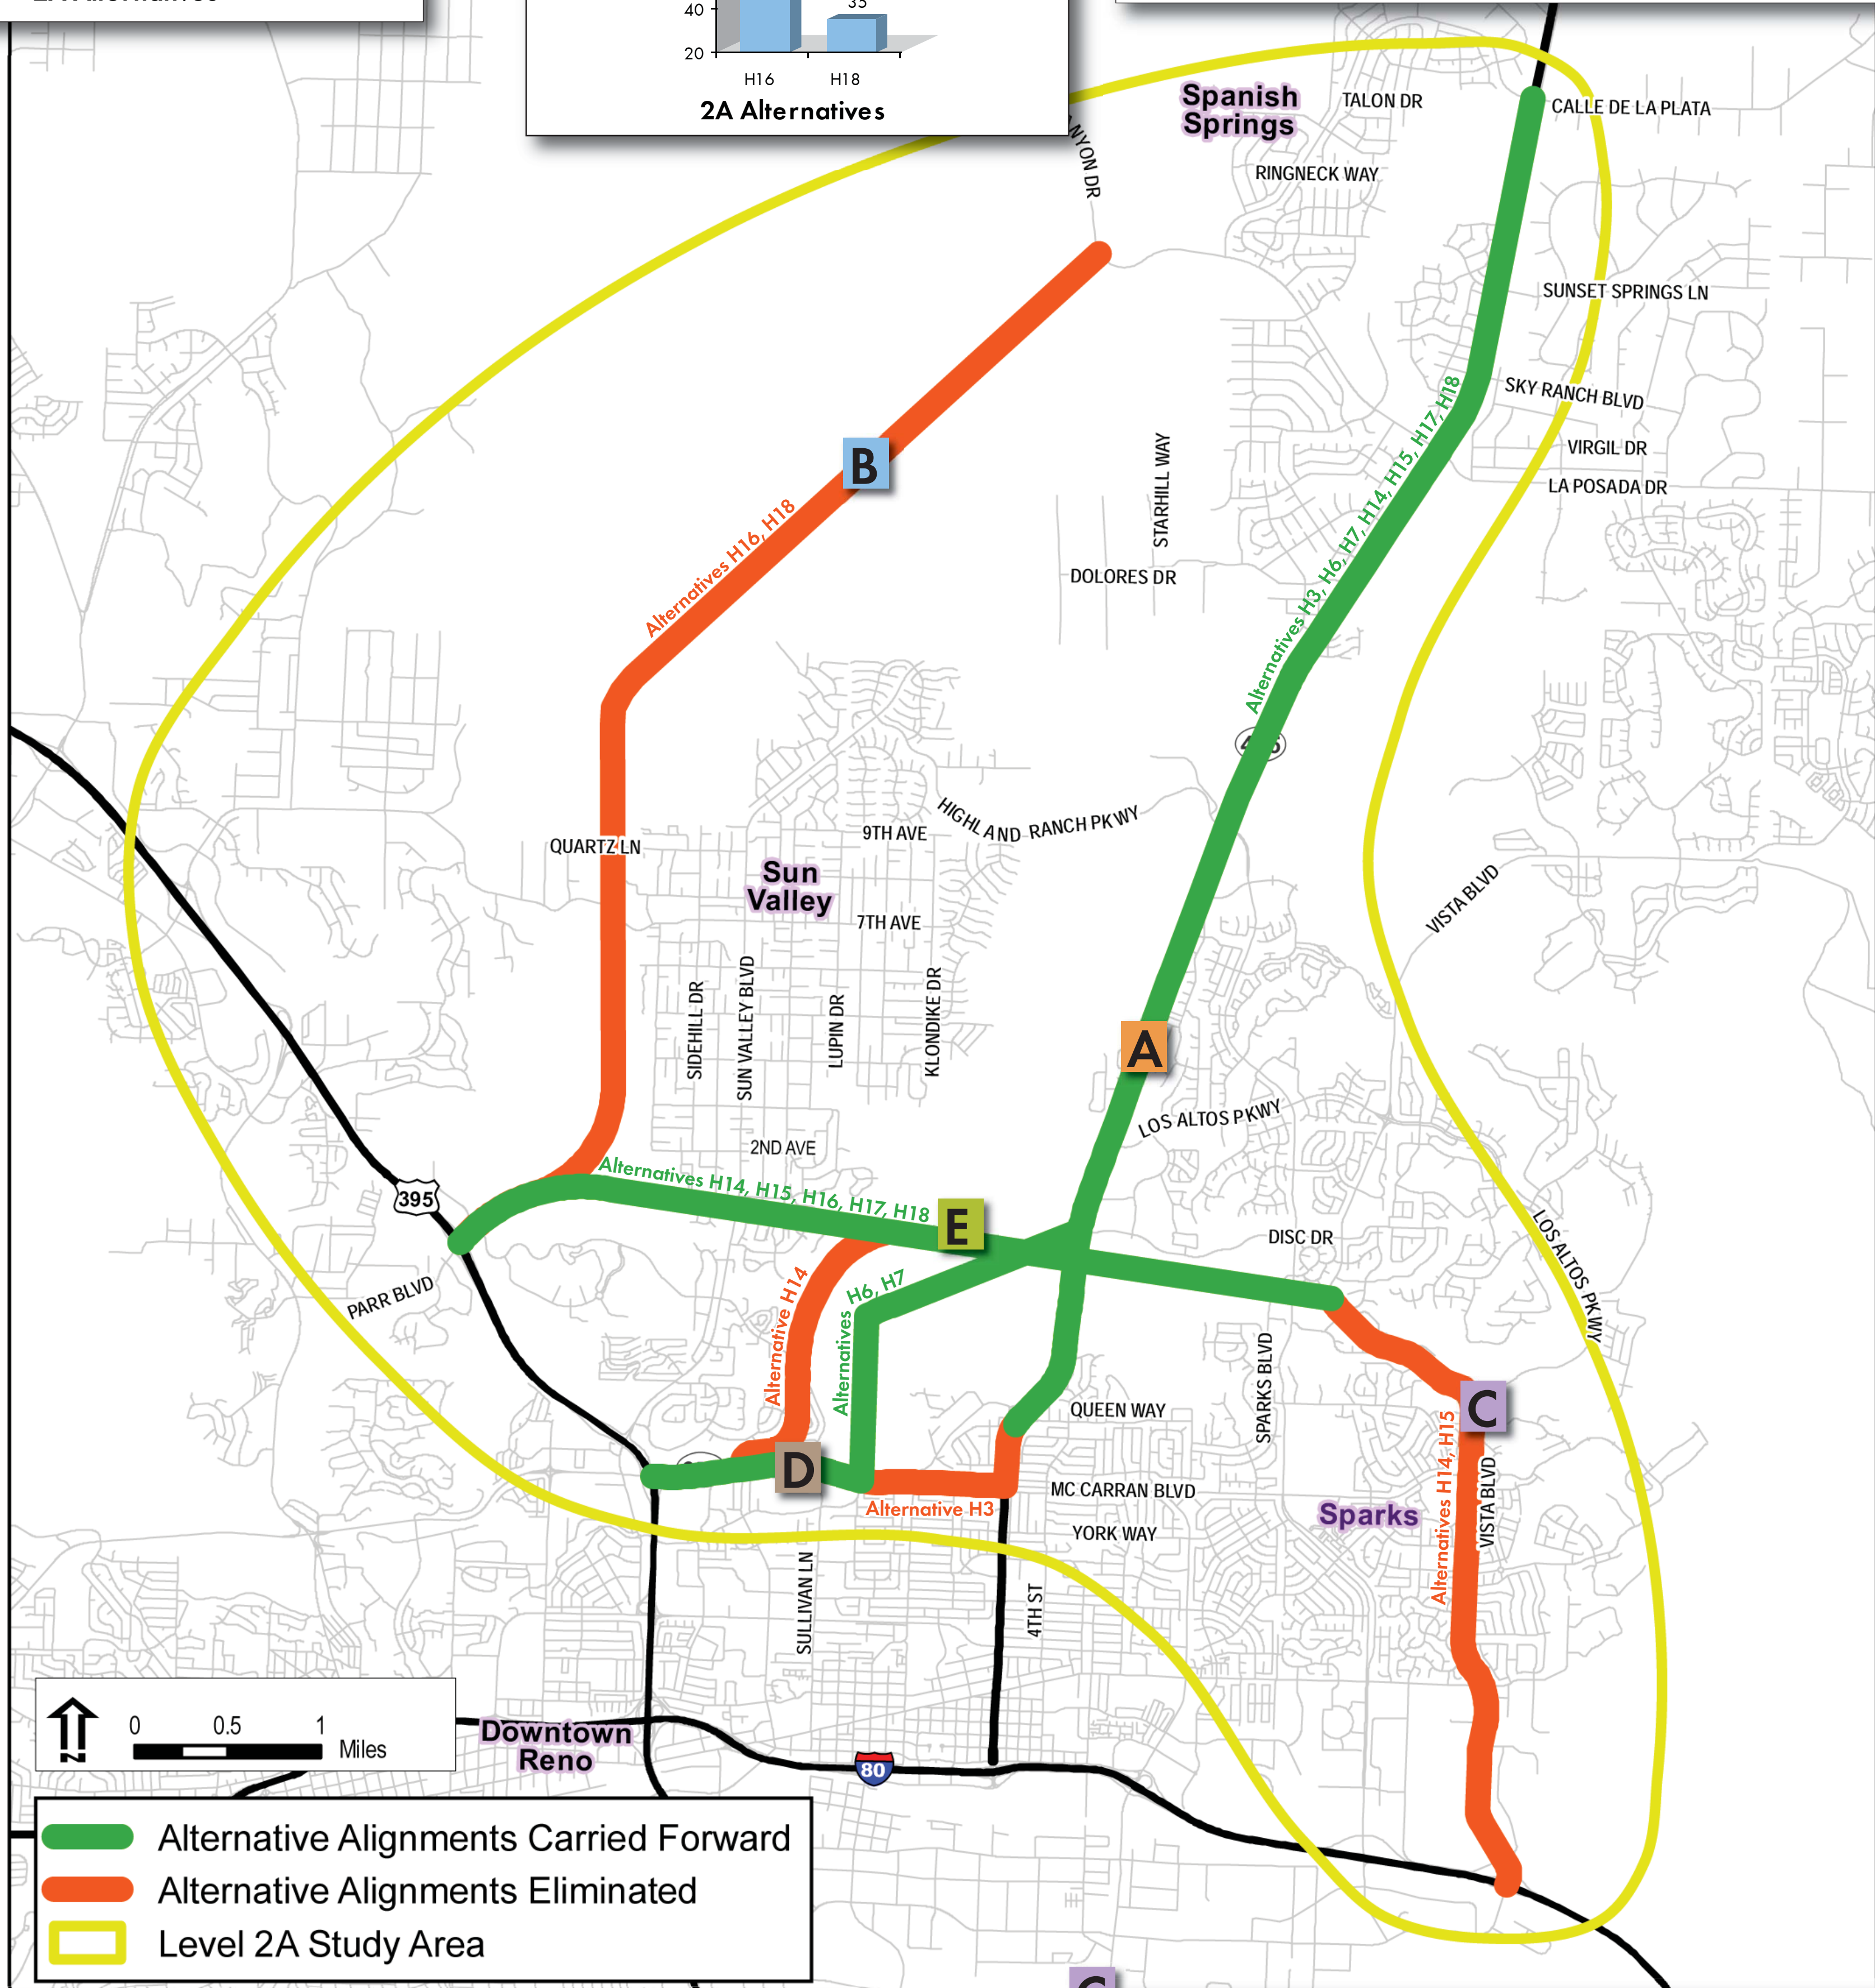 40
35
20
H16
H18
2A Alternatives
Spanish
Springs
TALON DR
CALLE DE LA PLATA
NYON DR
RINGNECK WAY
SUNSET SPRINGS LN
SKY RANCH BLVD
VIRGIL DR
LA POSADA DR
B
Alternatives H16, H18
STARHILL WAY
DOLORES DR
Alternatives H3, H6, H7, H14, H15, H17, H18
HIGHLAND RANCH PKWY
9TH AVE
QUARTZ LN
Sun
Valley
7TH AVE
VISTA BLVD
SIDEHILL DR
SUN VALLEY BLVD
LUPIN DR
KLONDIKE DR
A
LOS ALTOS PKWY
2ND AVE
Alternatives H14, H15, H16, H17, H18
395
E
DISC DR
LOS ALTOS PKWY
PARR BLVD
Alternative H14
Alternatives H6, H7
SPARKS BLVD
QUEEN WAY
C
D
MC CARRAN BLVD
Alternative H3
Sparks
Alternatives H14, H15
VISTA BLVD
YORK WAY
SULLIVAN LN
4TH ST
0 0.5 1
Miles
N
Downtown
Reno
80
Alternative Alignments Carried Forward
Alternative Alignments Eliminated
Level 2A Study Area